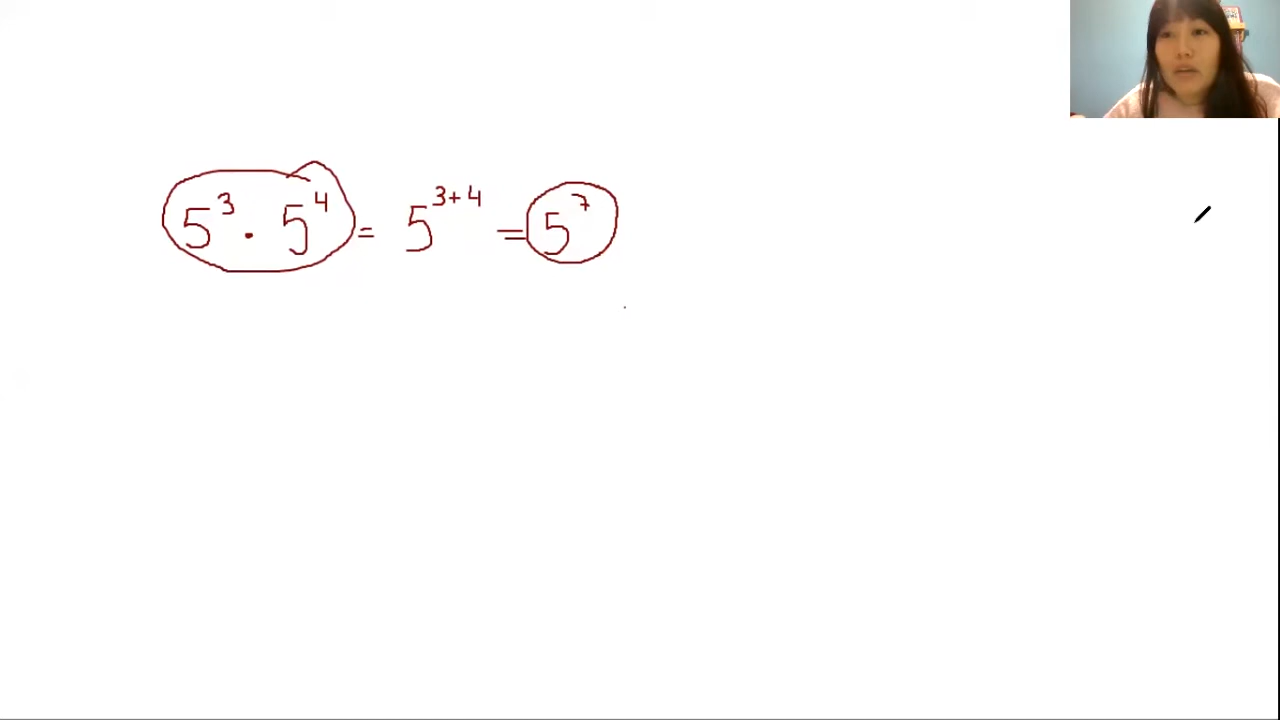 5³ · 5⁴ = 5³⁺⁴ = 5⁷